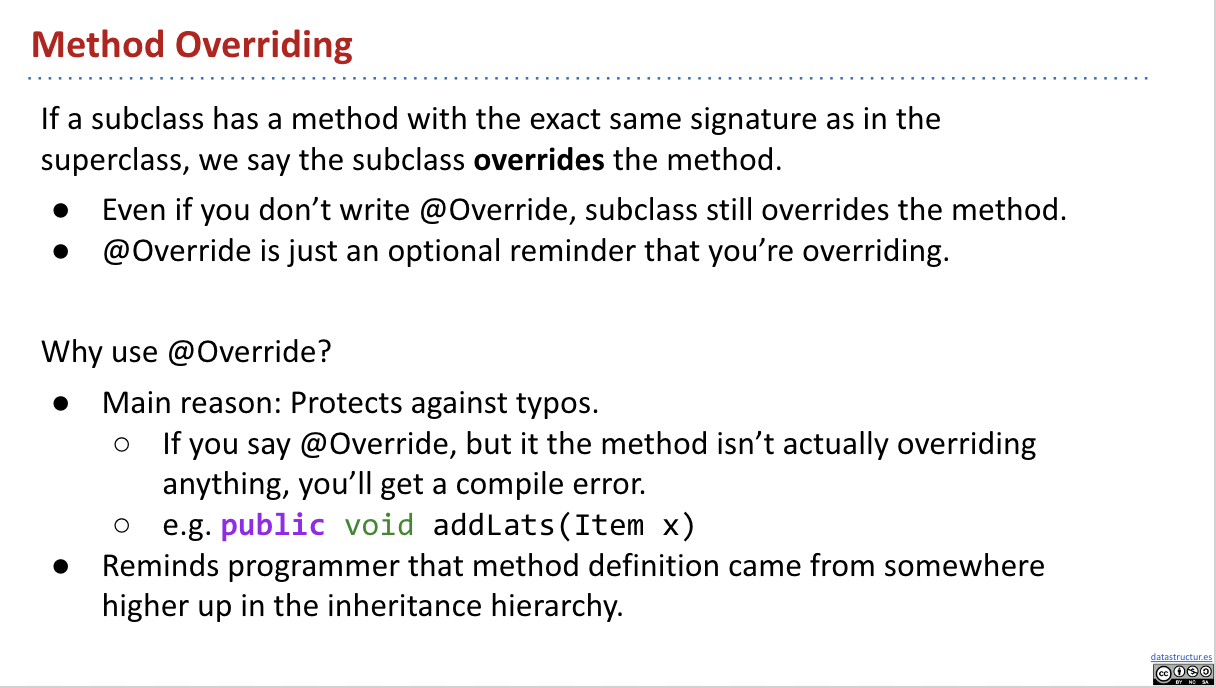 Method Overriding
If a subclass has a method with the exact same signature as in the
superclass, we say the subclass overrides the method.
● Even if you don’t write @Override, subclass still overrides the method.
● @Override is just an optional reminder that you’re overriding.
Why use @Override?
● Main reason: Protects against typos.
○ If you say @Override, but it the method isn’t actually overriding
anything, you’ll get a compile error.
○ e.g. public void addLats(Item x)
● Reminds programmer that method definition came from somewhere
higher up in the inheritance hierarchy.
datastructur.es
cc
BY NC SA